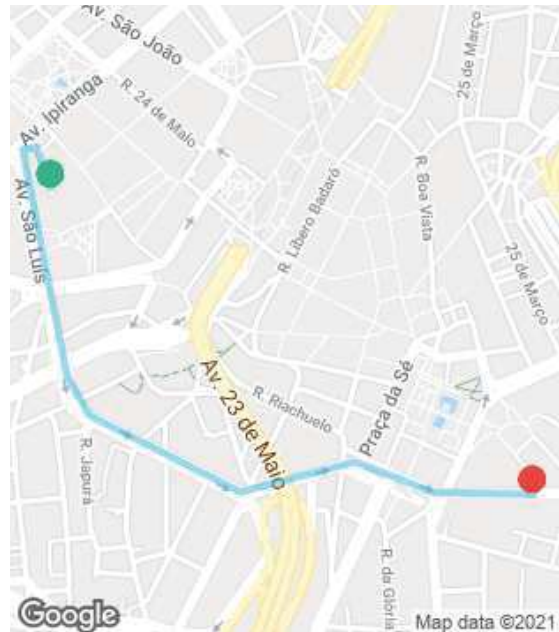 Av. São João
Av. Ipiranga
R. 24 de Maio
25 de Março
R. Líbero Badaró
R. Boa Vista
Av. São Luís
25 de Março
Av. 23 de Maio
R. Riachuelo
Praça da Sé
R. Japurá
R. da Glória
Google
Map data ©2021